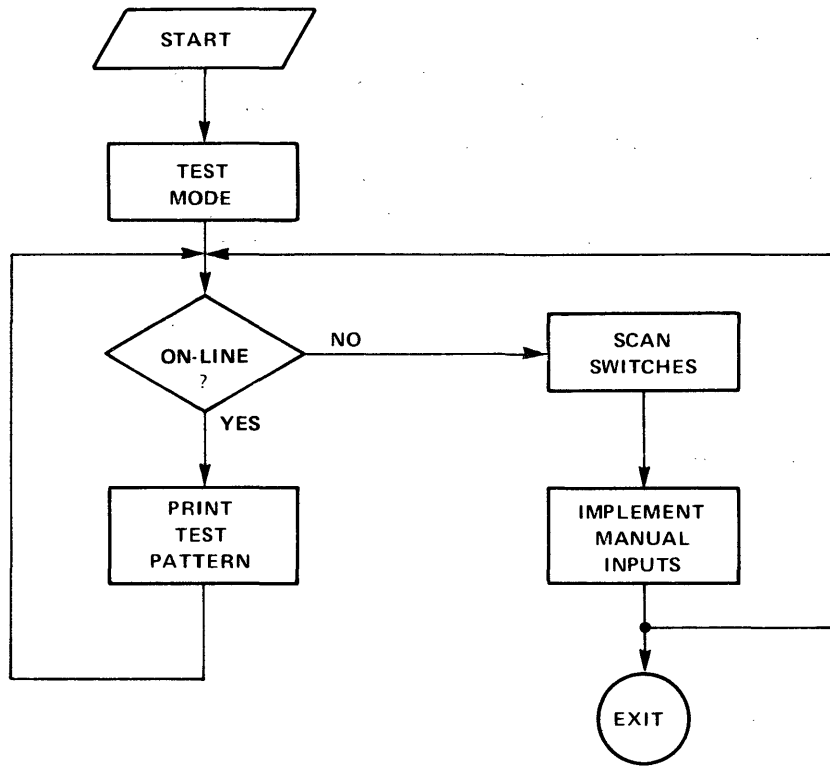 START
TEST
MODE
ON-LINE
?
NO
YES
SCAN
SWITCHES
PRINT
TEST
PATTERN
IMPLEMENT
MANUAL
INPUTS
EXIT